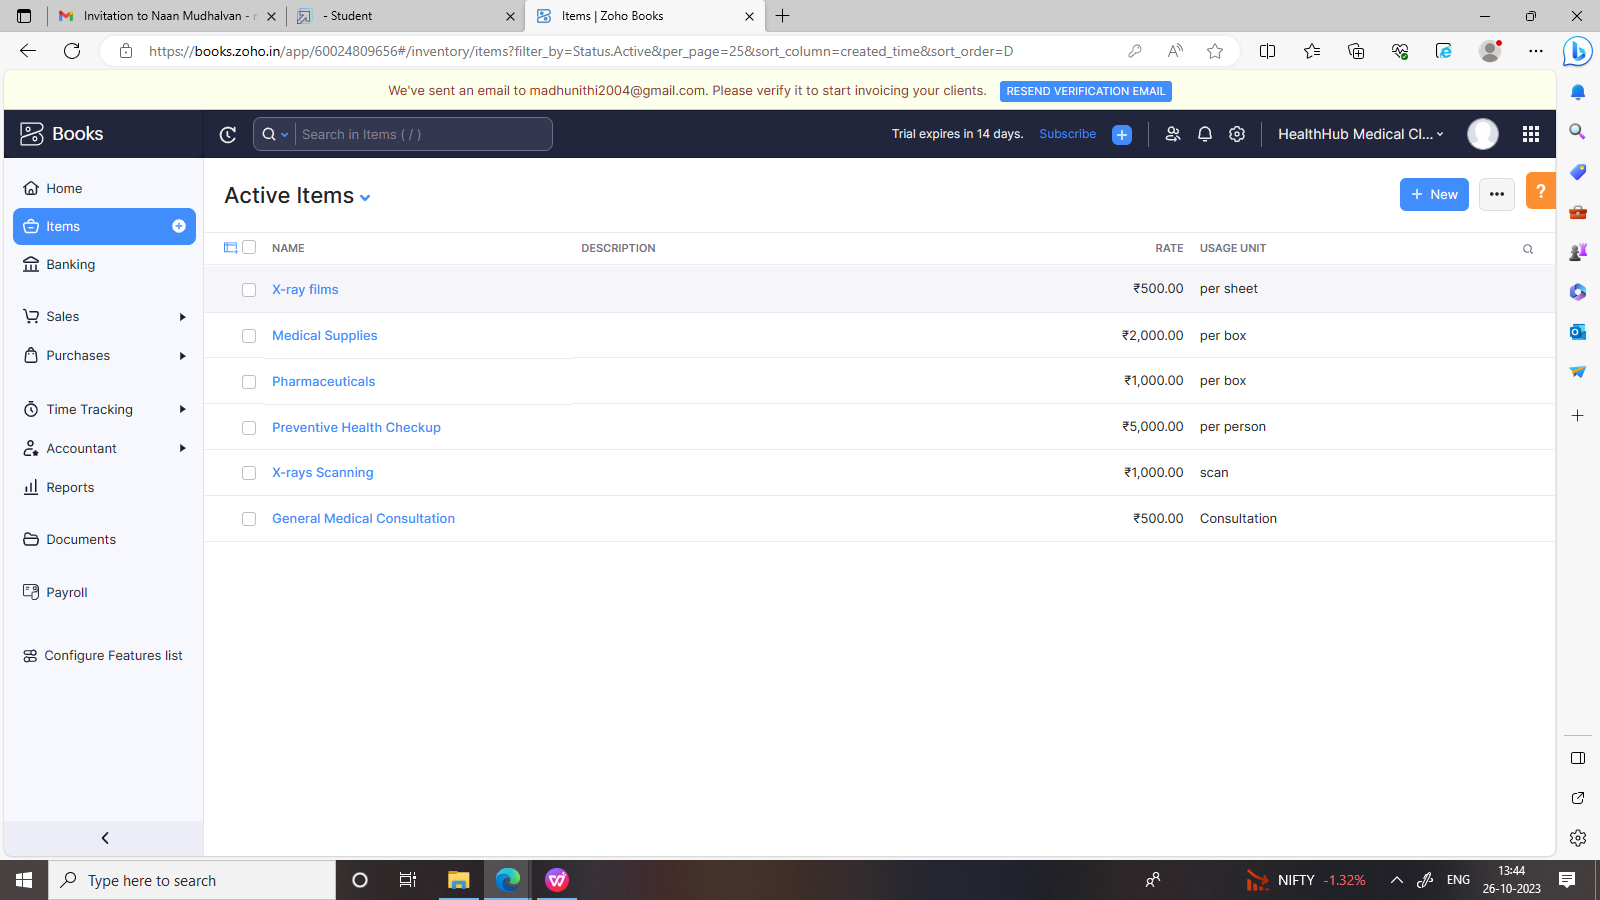 Invitation to Naan Mudhalvan -
- Student
Items | Zoho Books
https://books.zoho.in/app/60024809656#/inventory/items?filter_by=Status.Active&per_page=25&sort_column=created_time&sort_order=D
We've sent an email to madhunithi2004@gmail.com. Please verify it to start invoicing your clients. RESEND VERIFICATION EMAIL
Books
Search in Items ( / )
Trial expires in 14 days. Subscribe
HealthHub Medical Cl...
Home
Items
Banking
Sales
Purchases
Time Tracking
Accountant
Reports
Documents
Payroll
Configure Features list
Active Items
+ New
?
NAME DESCRIPTION RATE USAGE UNIT
X-ray films ₹500.00 per sheet
Medical Supplies ₹2,000.00 per box
Pharmaceuticals ₹1,000.00 per box
Preventive Health Checkup ₹5,000.00 per person
X-rays Scanning ₹1,000.00 scan
General Medical Consultation ₹500.00 Consultation
Type here to search
NIFTY -1.32%
ENG
13:44
26-10-2023